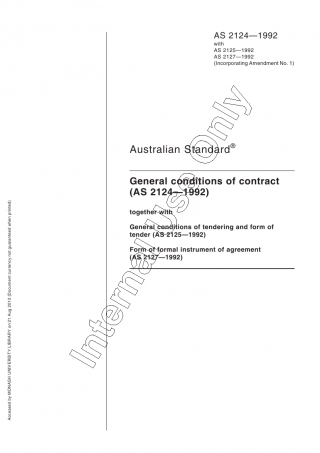 AS 2124—1992
with
AS 2125—1992
AS 2127—1992
(Incorporating Amendment No. 1)
Australian Standard®
General conditions of contract
(AS 2124—1992)
together with
General conditions of tendering and form of
tender (AS 2125—1992)
Form of formal instrument of agreement
(AS 2127—1992)
Internal Use Only
Accessed by MONASH UNIVERSITY LIBRARY on 21 Aug 2013 (Document currency not guaranteed when printed)